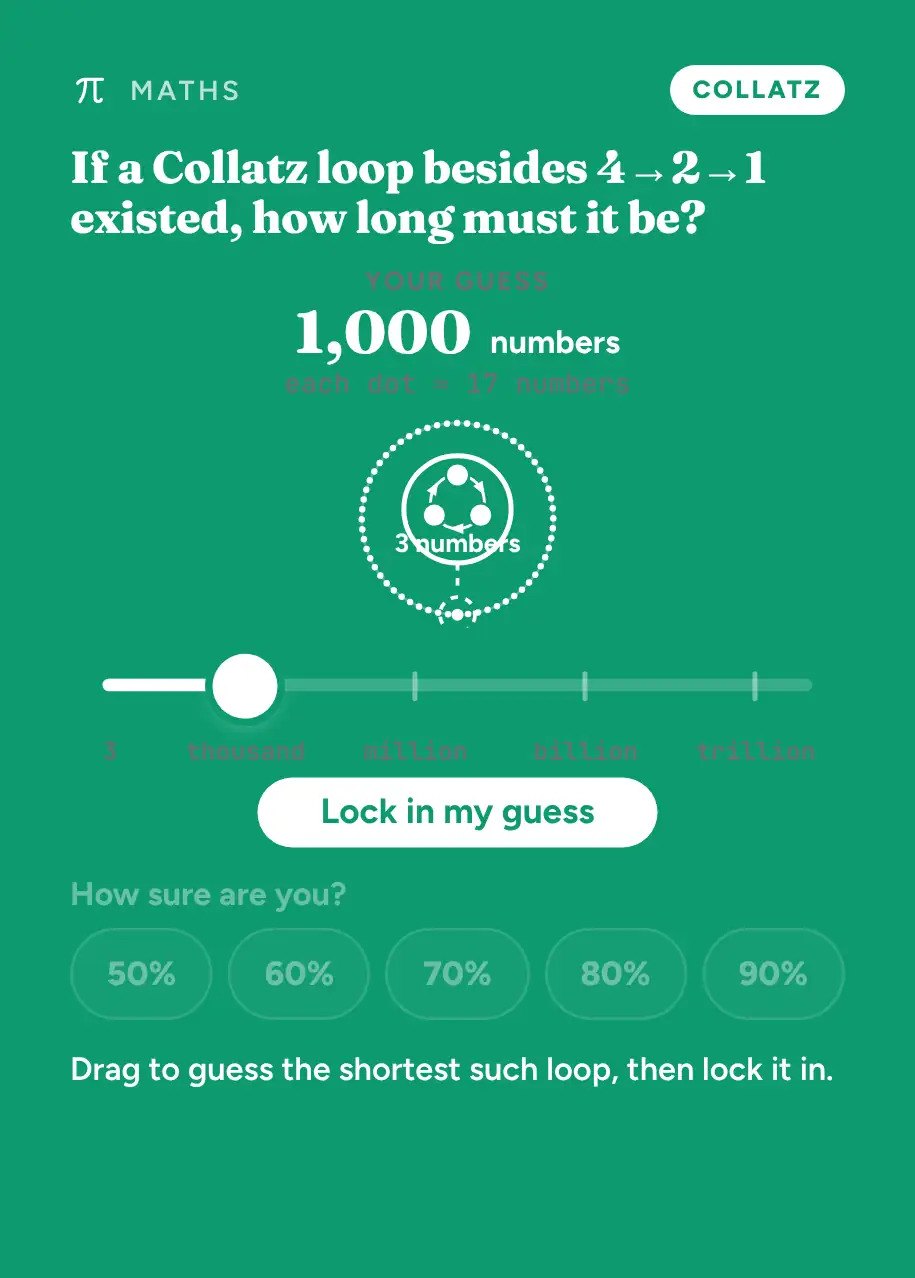 π MATHS
COLLATZ
If a Collatz loop besides 4→2→1
existed, how long must it be?
YOUR GUESS
1,000 numbers
each dot = 17 numbers
3 numbers
3 thousand million billion trillion
Lock in my guess
How sure are you?
50% 60% 70% 80% 90%
Drag to guess the shortest such loop, then lock it in.